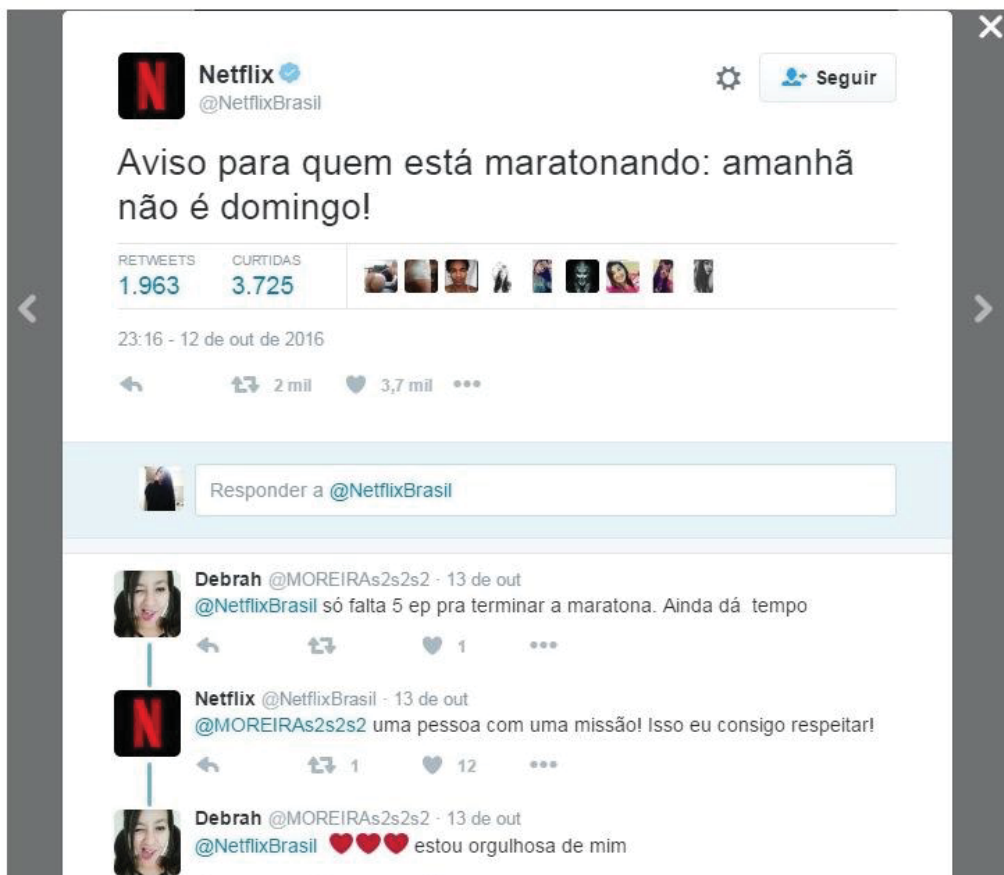 Netflix
@NetflixBrasil
Seguir
Aviso para quem está maratonando: amanhã
não é domingo!
RETWEETS CURTIDAS
1.963 3.725
23:16 - 12 de out de 2016
2 mil 3,7 mil
Responder a @NetflixBrasil
Debrah @MOREIRAs2s2s2 · 13 de out
@NetflixBrasil só falta 5 ep pra terminar a maratona. Ainda dá tempo
1
Netflix @NetflixBrasil · 13 de out
@MOREIRAs2s2s2 uma pessoa com uma missão! Isso eu consigo respeitar!
1 12
Debrah @MOREIRAs2s2s2 · 13 de out
@NetflixBrasil ❤❤❤ estou orgulhosa de mim